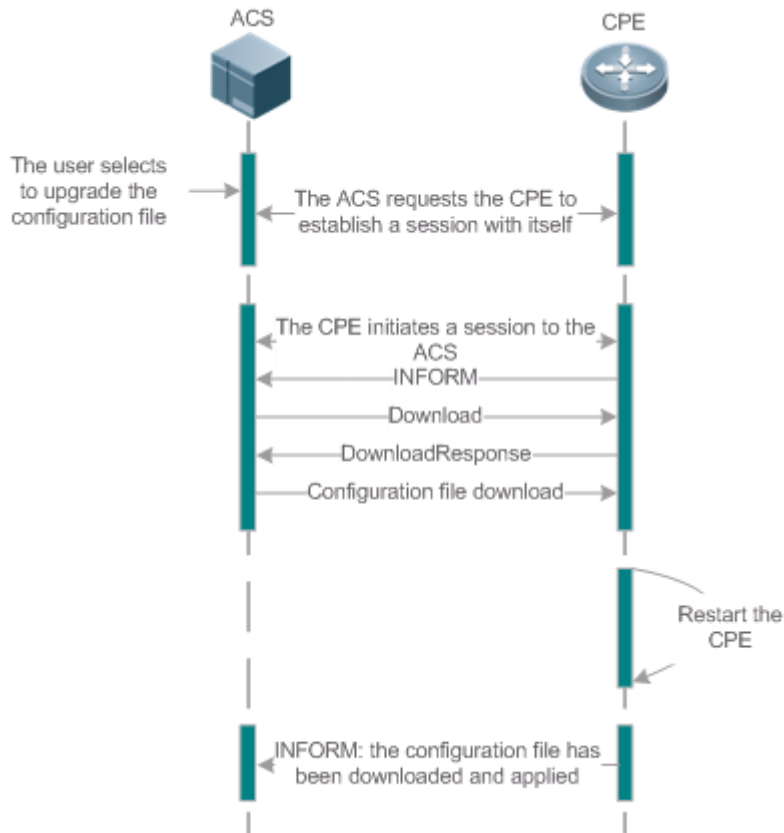 ACS
CPE
The user selects
to upgrade the
configuration file
The ACS requests the CPE to
establish a session with itself
The CPE initiates a session to the
ACS
INFORM
Download
DownloadResponse
Configuration file download
Restart the
CPE
INFORM: the configuration file has
been downloaded and applied